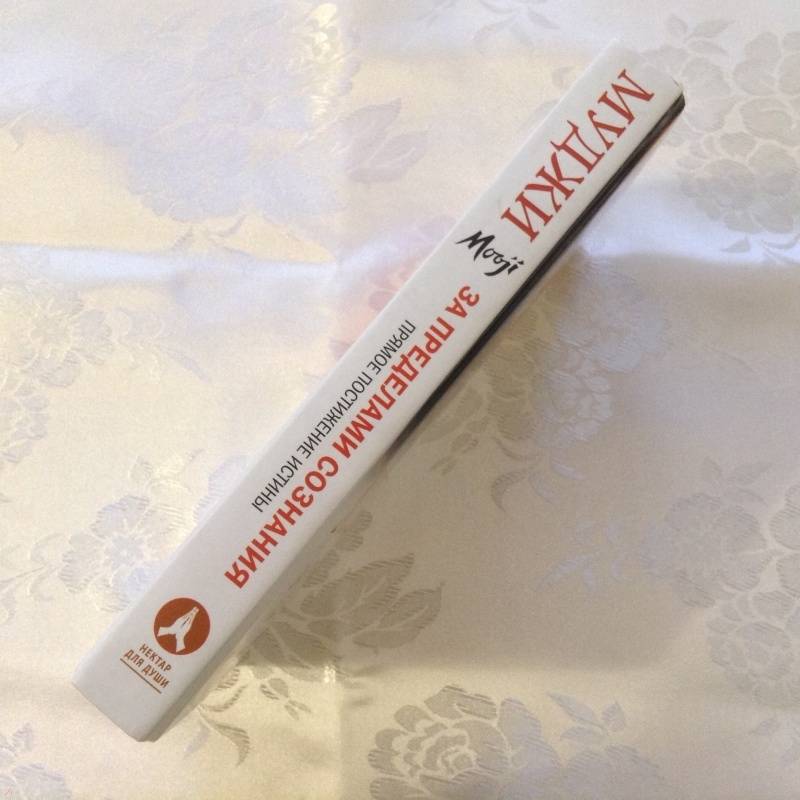 МУДЖИ
Mooji
ЗА ПРЕДЕЛАМИ СОЗНАНИЯ
ПРЯМОЕ ПОСТИЖЕНИЕ ИСТИНЫ
НЕКТАР
ДЛЯ ДУШИ